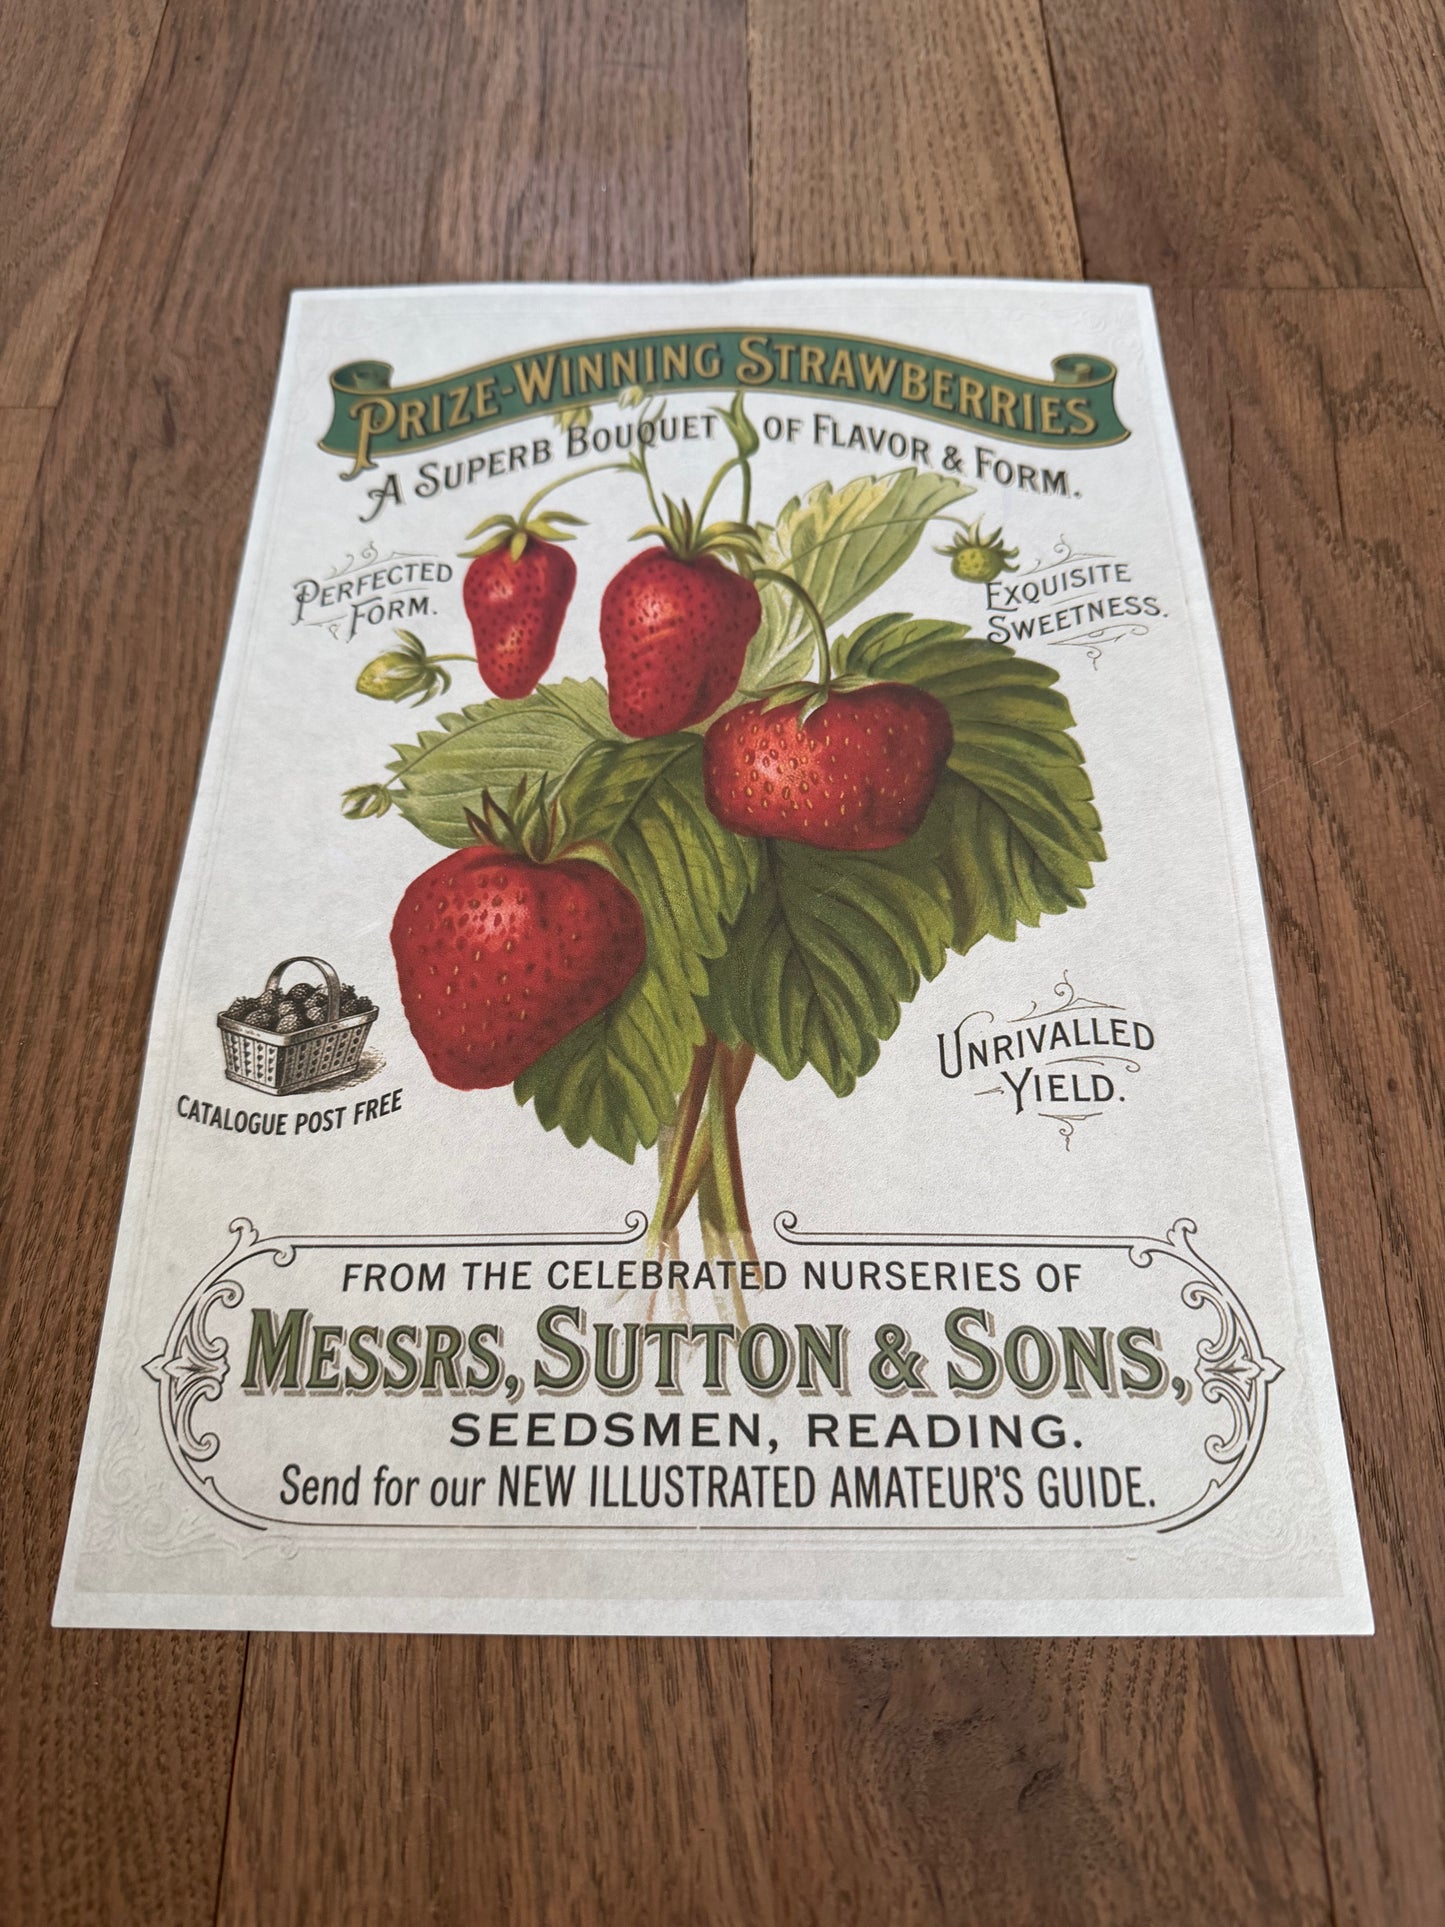 PRIZE-WINNING STRAWBERRIES
A SUPERB BOUQUET OF FLAVOR & FORM.
PERFECTED
FORM.
EXQUISITE
SWEETNESS.
UNRIVALLED
YIELD.
CATALOGUE POST FREE
FROM THE CELEBRATED NURSERIES OF
MESSRS, SUTTON & SONS,
SEEDSMEN, READING.
Send for our NEW ILLUSTRATED AMATEUR'S GUIDE.